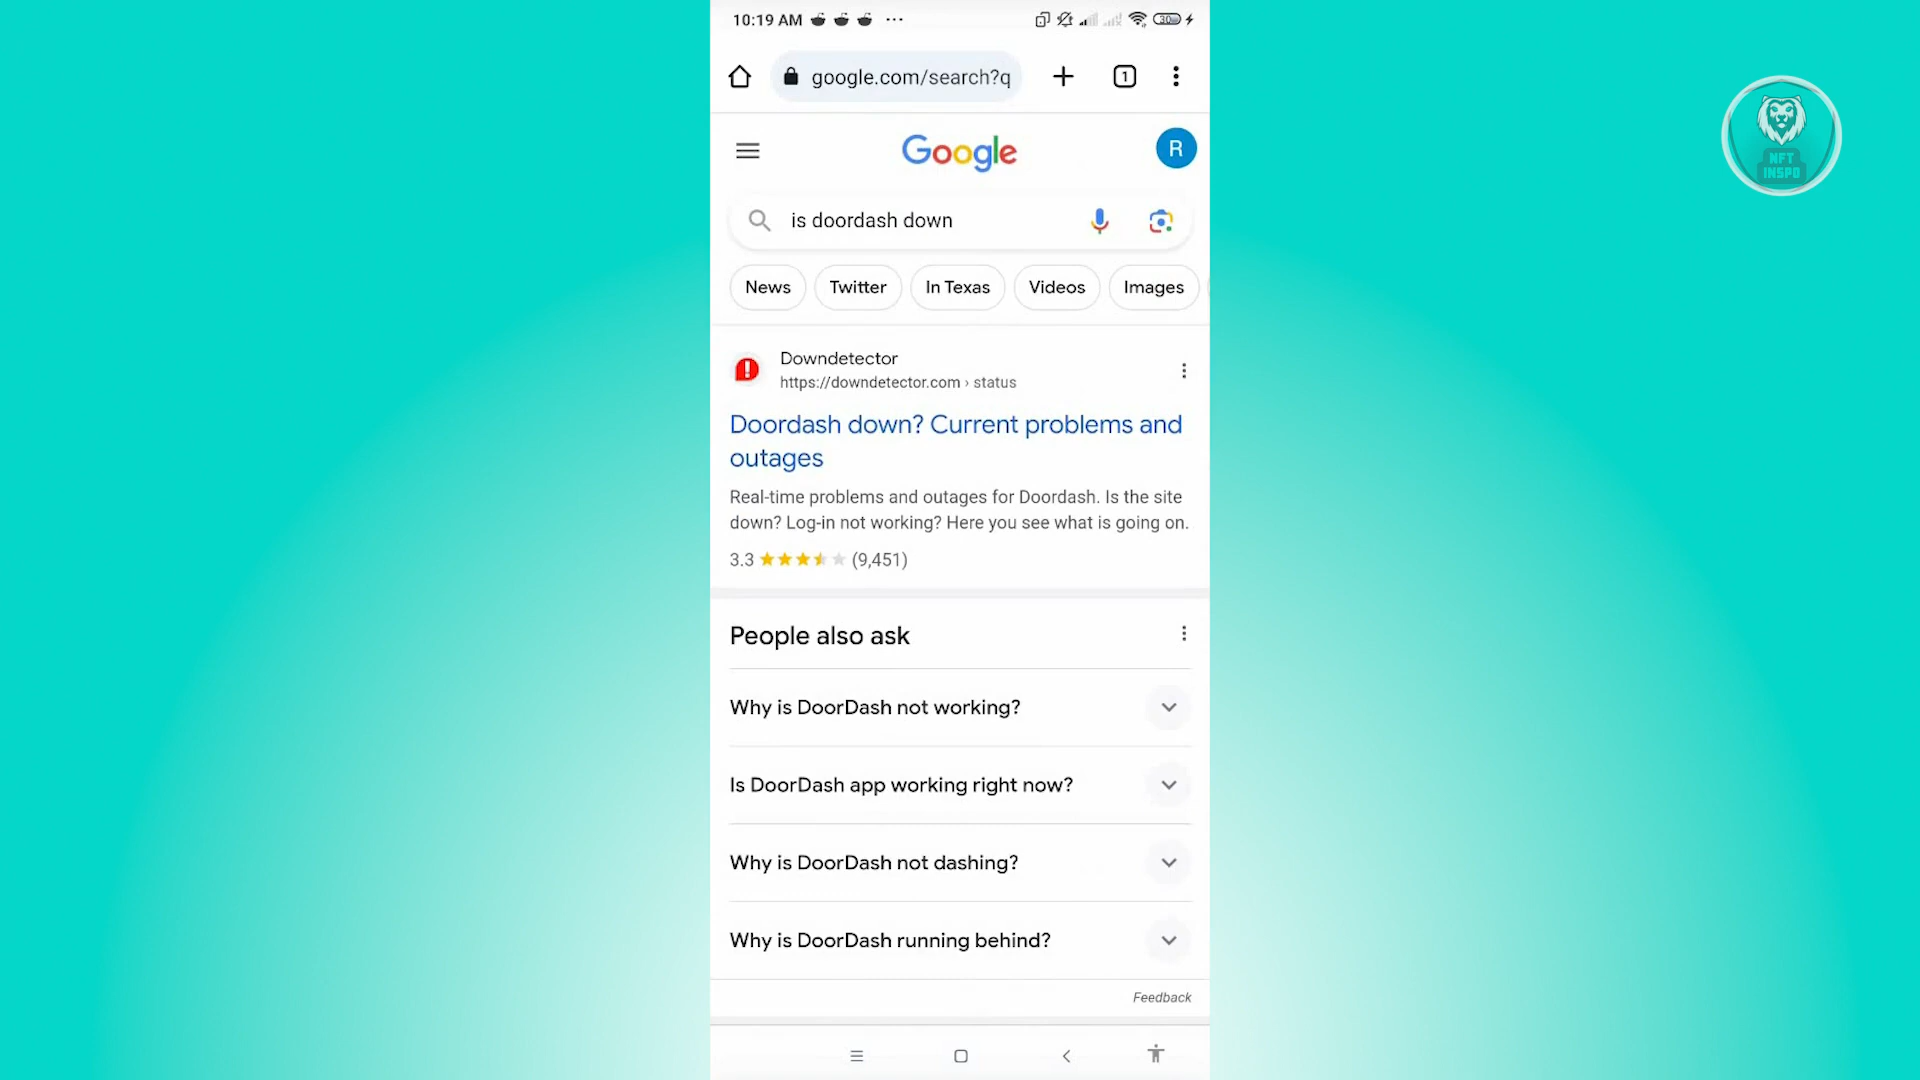 10:19 AM
30
google.com/search?q
1
Google
R
is doordash down
News
Twitter
In Texas
Videos
Images
Downdetector
https://downdetector.com › status
Doordash down? Current problems and
outages
Real-time problems and outages for Doordash. Is the site
down? Log-in not working? Here you see what is going on.
3.3 (9,451)
People also ask
Why is DoorDash not working?
Is DoorDash app working right now?
Why is DoorDash not dashing?
Why is DoorDash running behind?
Feedback
NFT
INSPO